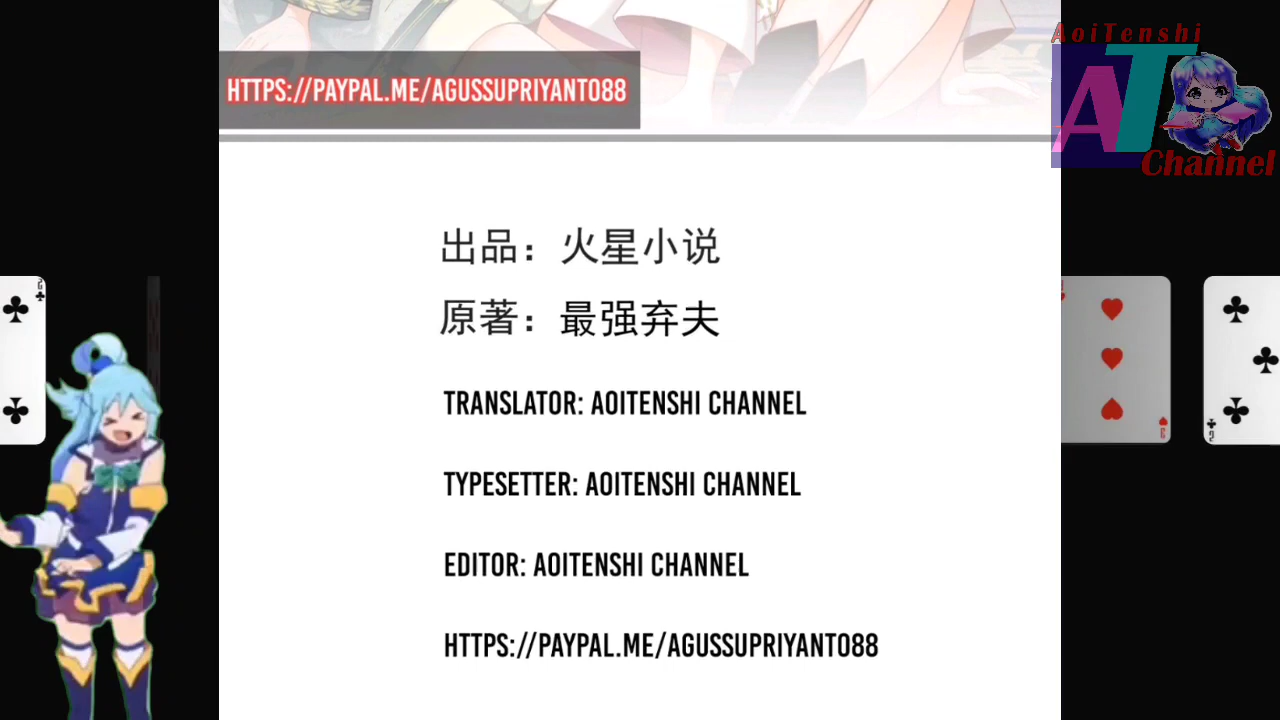 AoiTenshi
AT
Channel
HTTPS://PAYPAL.ME/AGUSSUPRIYANTO88
出品：火星小说
原著：最强弃夫
TRANSLATOR: AOITENSHI CHANNEL
TYPESETTER: AOITENSHI CHANNEL
EDITOR: AOITENSHI CHANNEL
HTTPS://PAYPAL.ME/AGUSSUPRIYANTO88